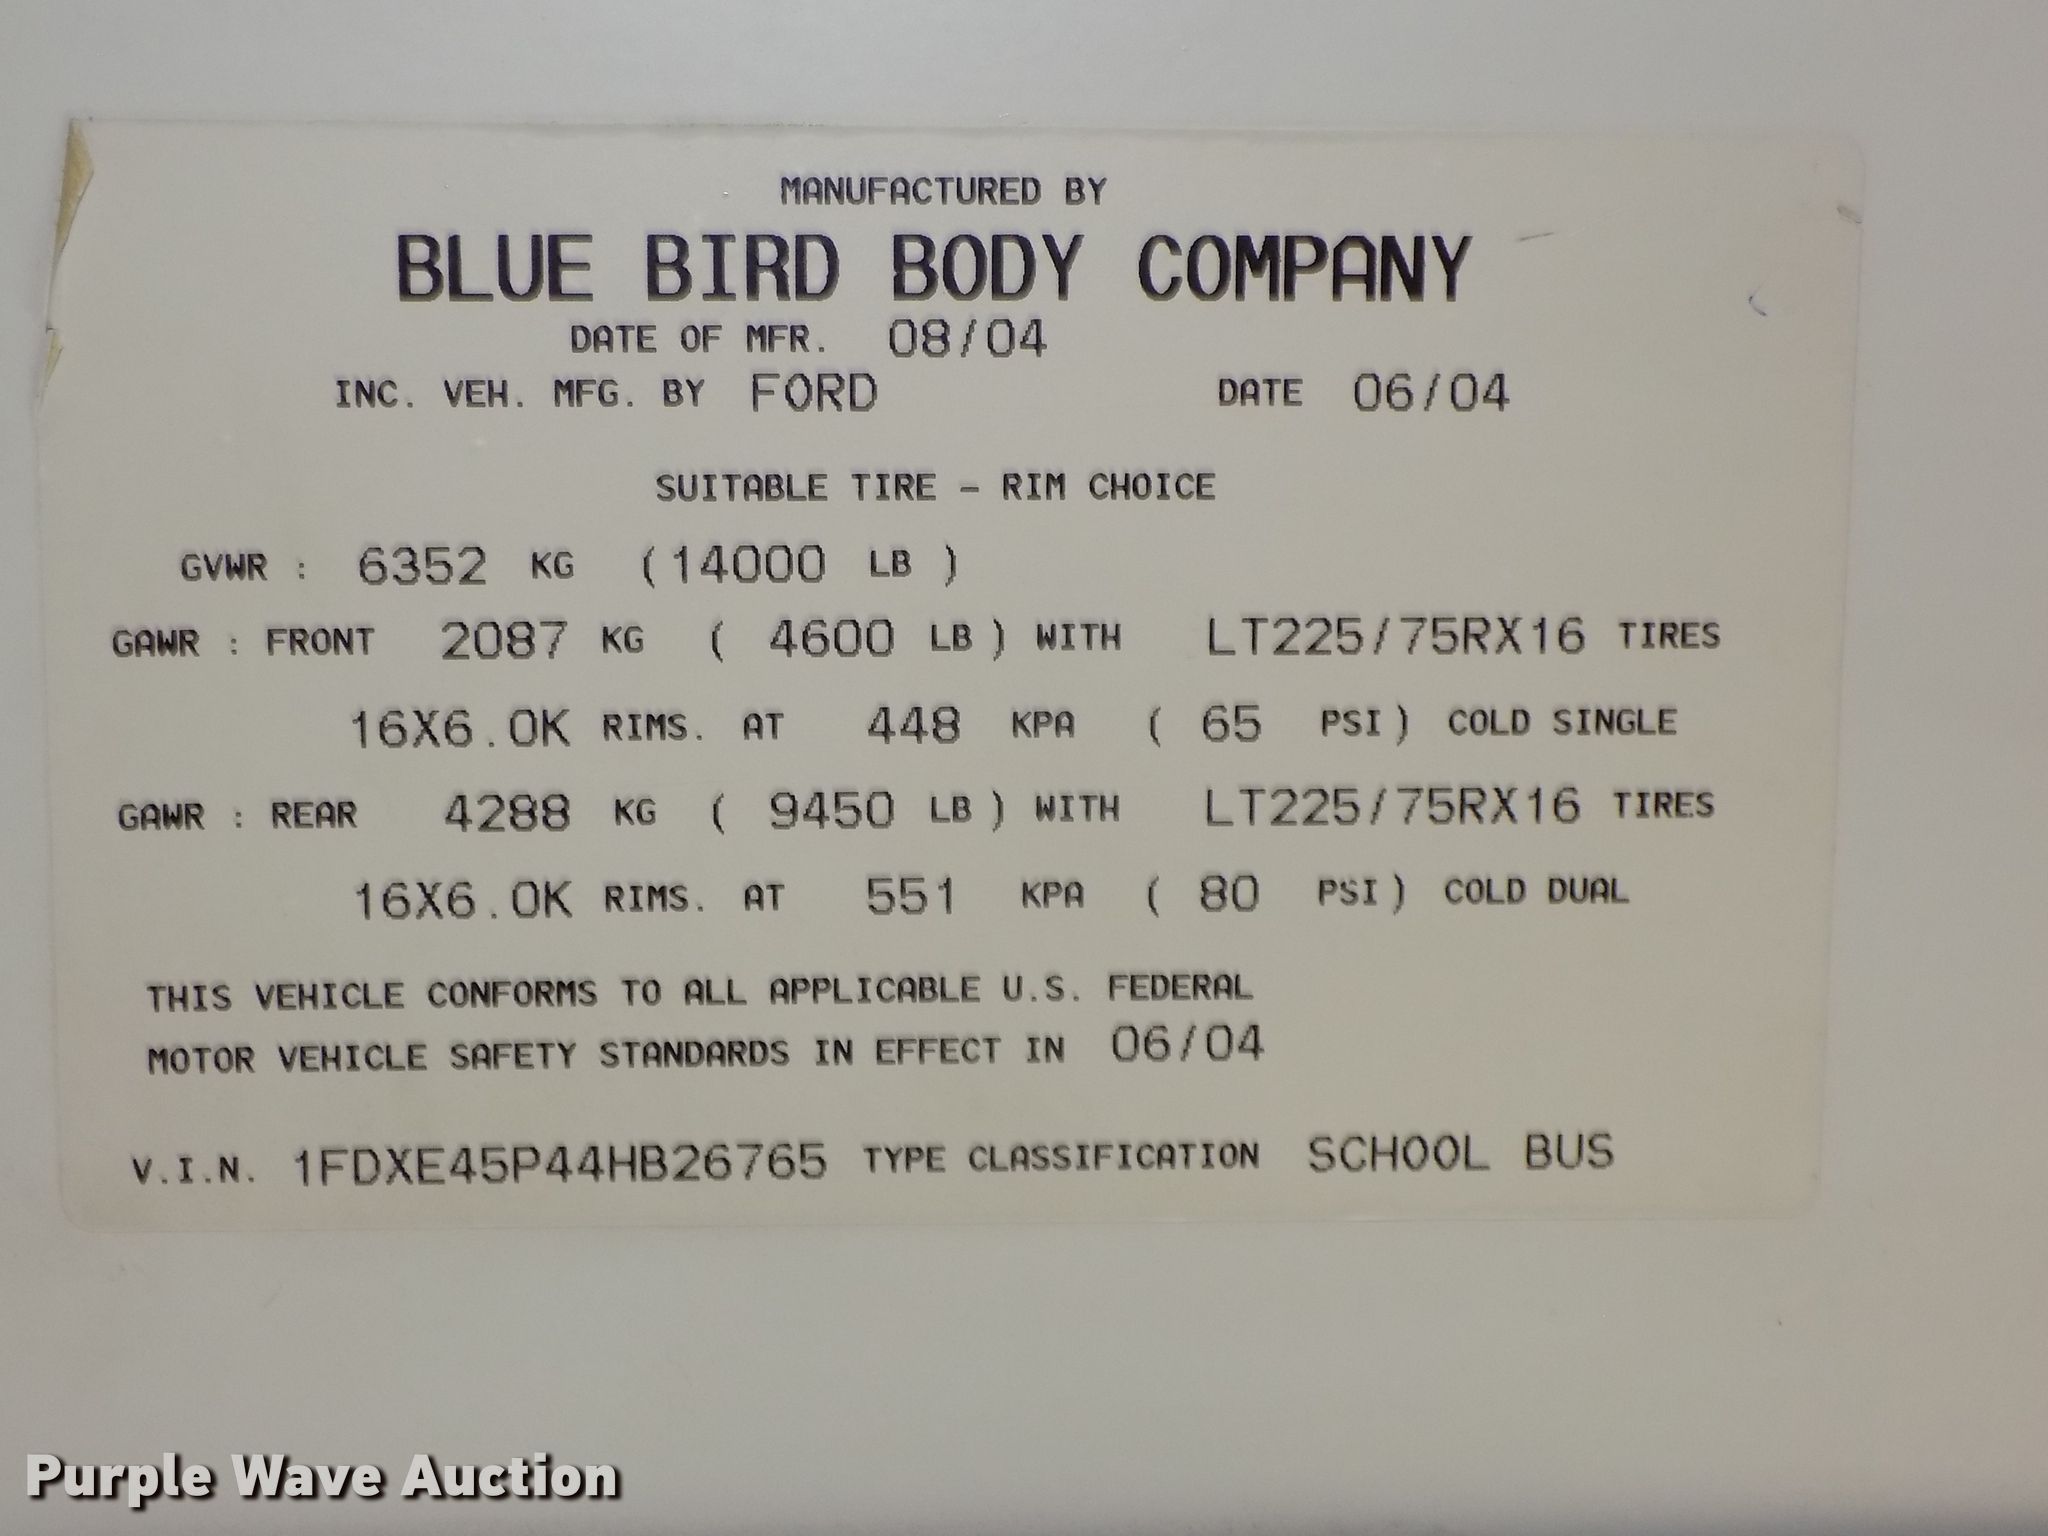 MANUFACTURED BY
BLUE BIRD BODY COMPANY
DATE OF MFR. 08/04
INC. VEH. MFG. BY FORD DATE 06/04
SUITABLE TIRE - RIM CHOICE
GVWR : 6352 KG (14000 LB )
GAWR : FRONT 2087 KG ( 4600 LB ) WITH LT225/75RX16 TIRES
16X6.0K RIMS. AT 448 KPA ( 65 PSI ) COLD SINGLE
GAWR : REAR 4288 KG ( 9450 LB ) WITH LT225/75RX16 TIRES
16X6.0K RIMS. AT 551 KPA ( 80 PSI ) COLD DUAL
THIS VEHICLE CONFORMS TO ALL APPLICABLE U.S. FEDERAL
MOTOR VEHICLE SAFETY STANDARDS IN EFFECT IN 06/04
V.I.N. 1FDXE45P44HB26765 TYPE CLASSIFICATION SCHOOL BUS
Purple Wave Auction